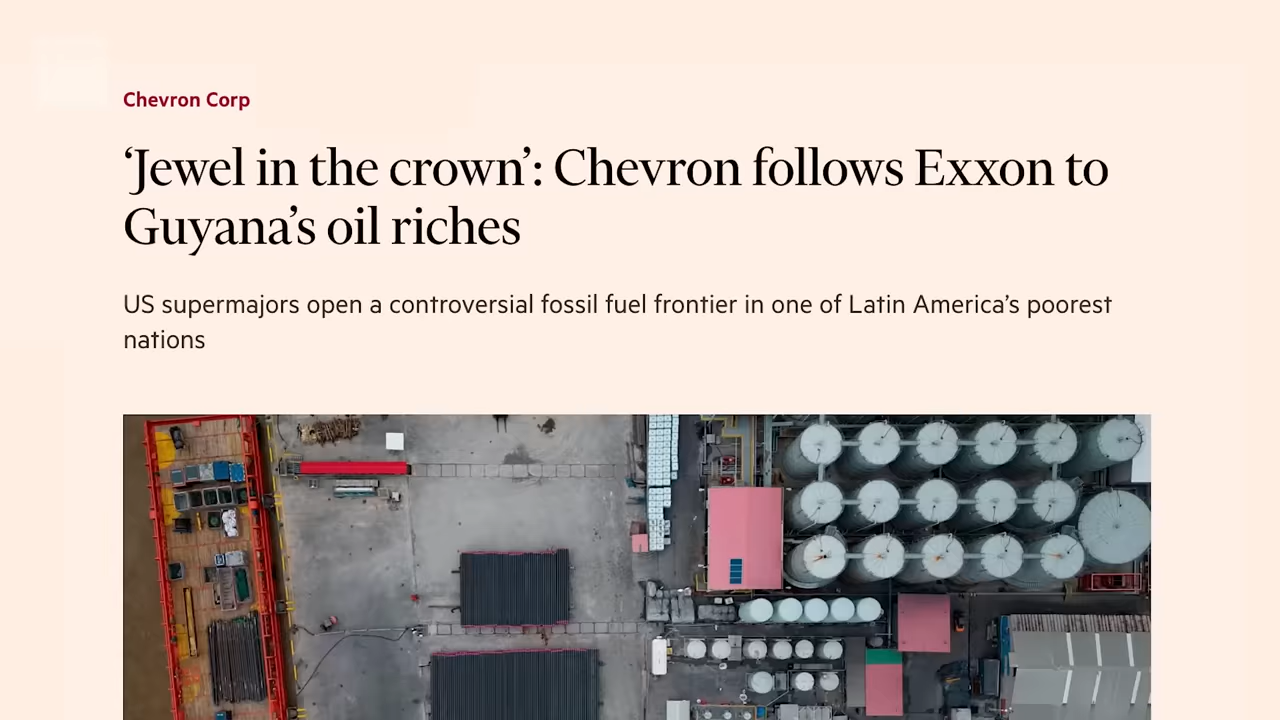 Chevron Corp
‘Jewel in the crown’: Chevron follows Exxon to
Guyana’s oil riches
US supermajors open a controversial fossil fuel frontier in one of Latin America’s poorest
nations